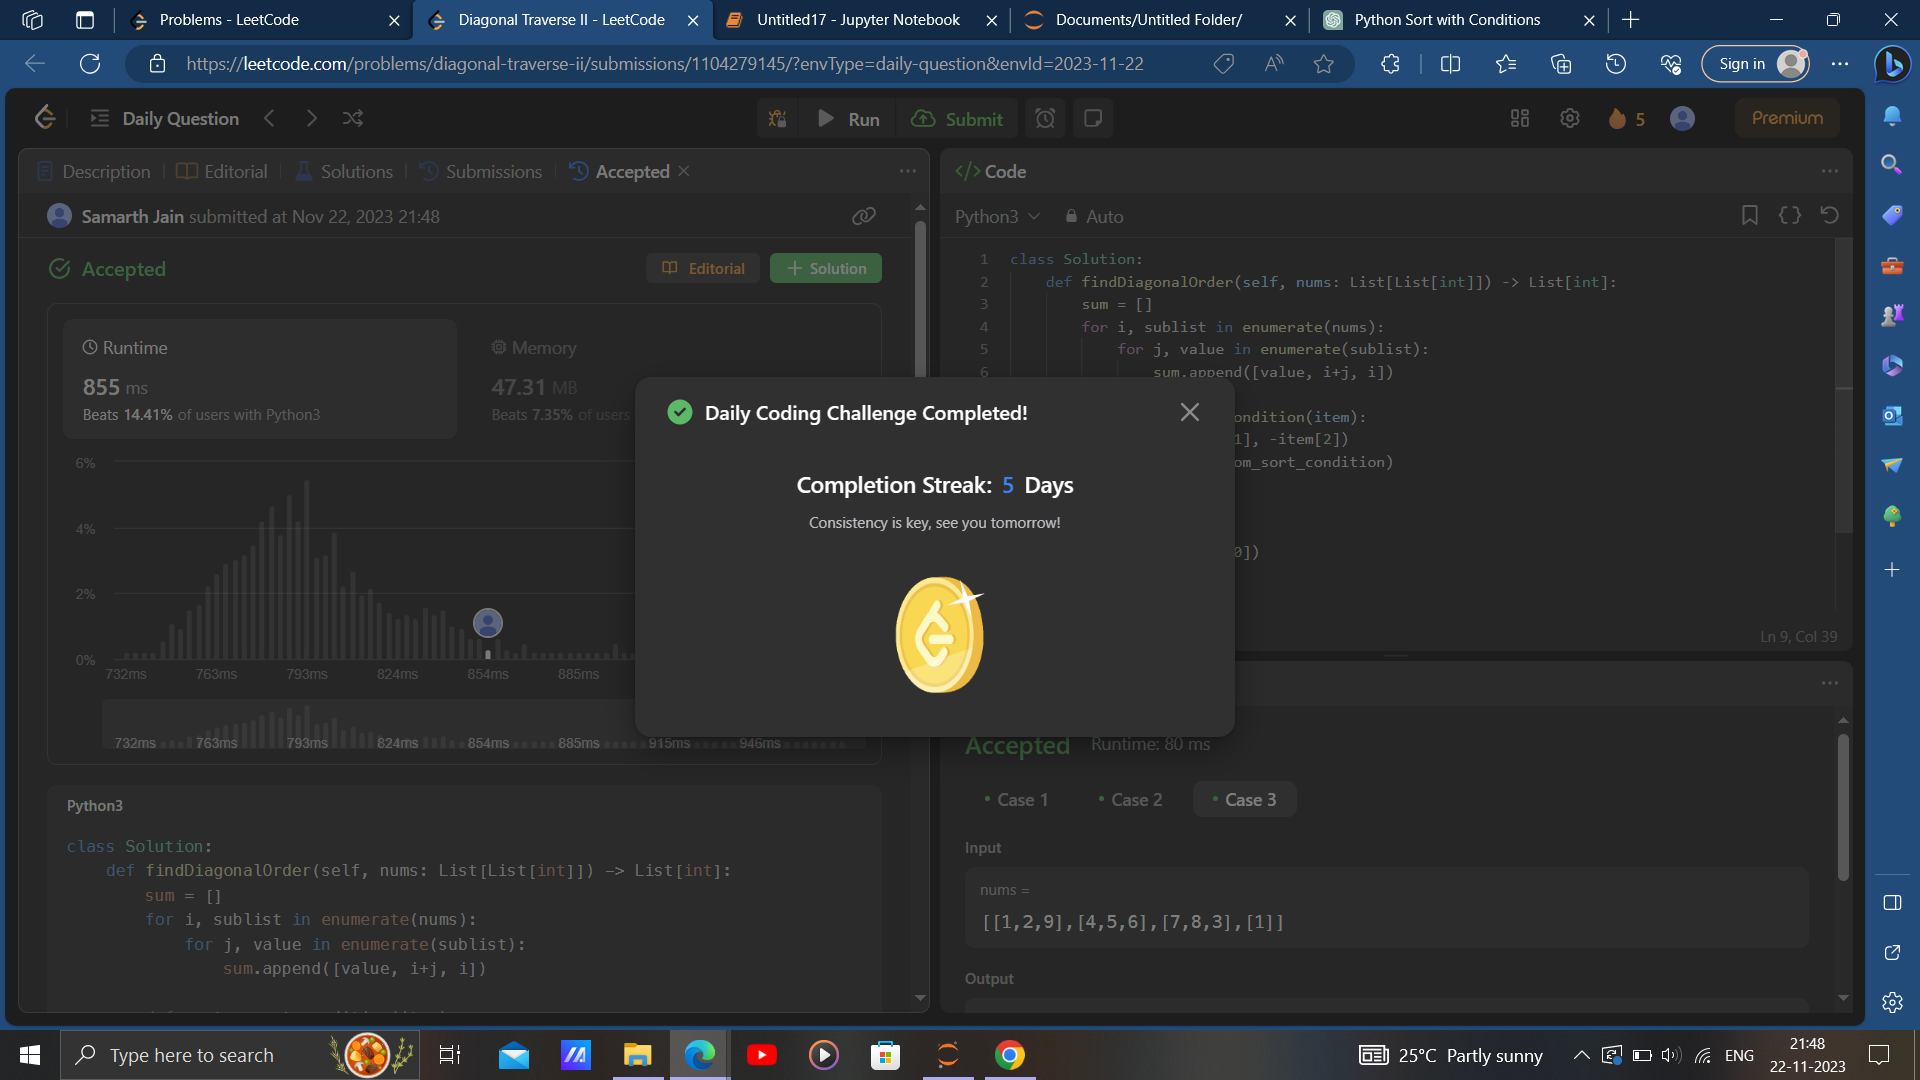 Problems - LeetCode
Diagonal Traverse II - LeetCode
Untitled17 - Jupyter Notebook
Documents/Untitled Folder/
Python Sort with Conditions
https://leetcode.com/problems/diagonal-traverse-ii/submissions/1104279145/?envType=daily-question&envId=2023-11-22
Sign in
Daily Question
Run
Submit
5
Premium
Description
Editorial
Solutions
Submissions
Accepted
Samarth Jain submitted at Nov 22, 2023 21:48
Accepted
Editorial
+ Solution
Runtime
855 ms
Beats 14.41% of users with Python3
Memory
47.31 MB
Beats 7.35% of users
6%
4%
2%
0%
732ms 763ms 793ms 824ms 854ms 885ms
732ms 763ms 793ms 824ms 854ms 885ms 915ms 946ms
Python3
class Solution:
    def findDiagonalOrder(self, nums: List[List[int]]) -> List[int]:
        sum = []
        for i, sublist in enumerate(nums):
            for j, value in enumerate(sublist):
                sum.append([value, i+j, i])
</> Code
Python3
Auto
1 class Solution:
2     def findDiagonalOrder(self, nums: List[List[int]]) -> List[int]:
3         sum = []
4         for i, sublist in enumerate(nums):
5             for j, value in enumerate(sublist):
6                 sum.append([value, i+j, i])
ondition(item):
1], -item[2])
om_sort_condition)
0])
Ln 9, Col 39
Daily Coding Challenge Completed!
Completion Streak: 5 Days
Consistency is key, see you tomorrow!
Accepted
Runtime: 80 ms
Case 1
Case 2
Case 3
Input
nums =
[[1,2,9],[4,5,6],[7,8,3],[1]]
Output
Type here to search
25°C Partly sunny
ENG
21:48
22-11-2023